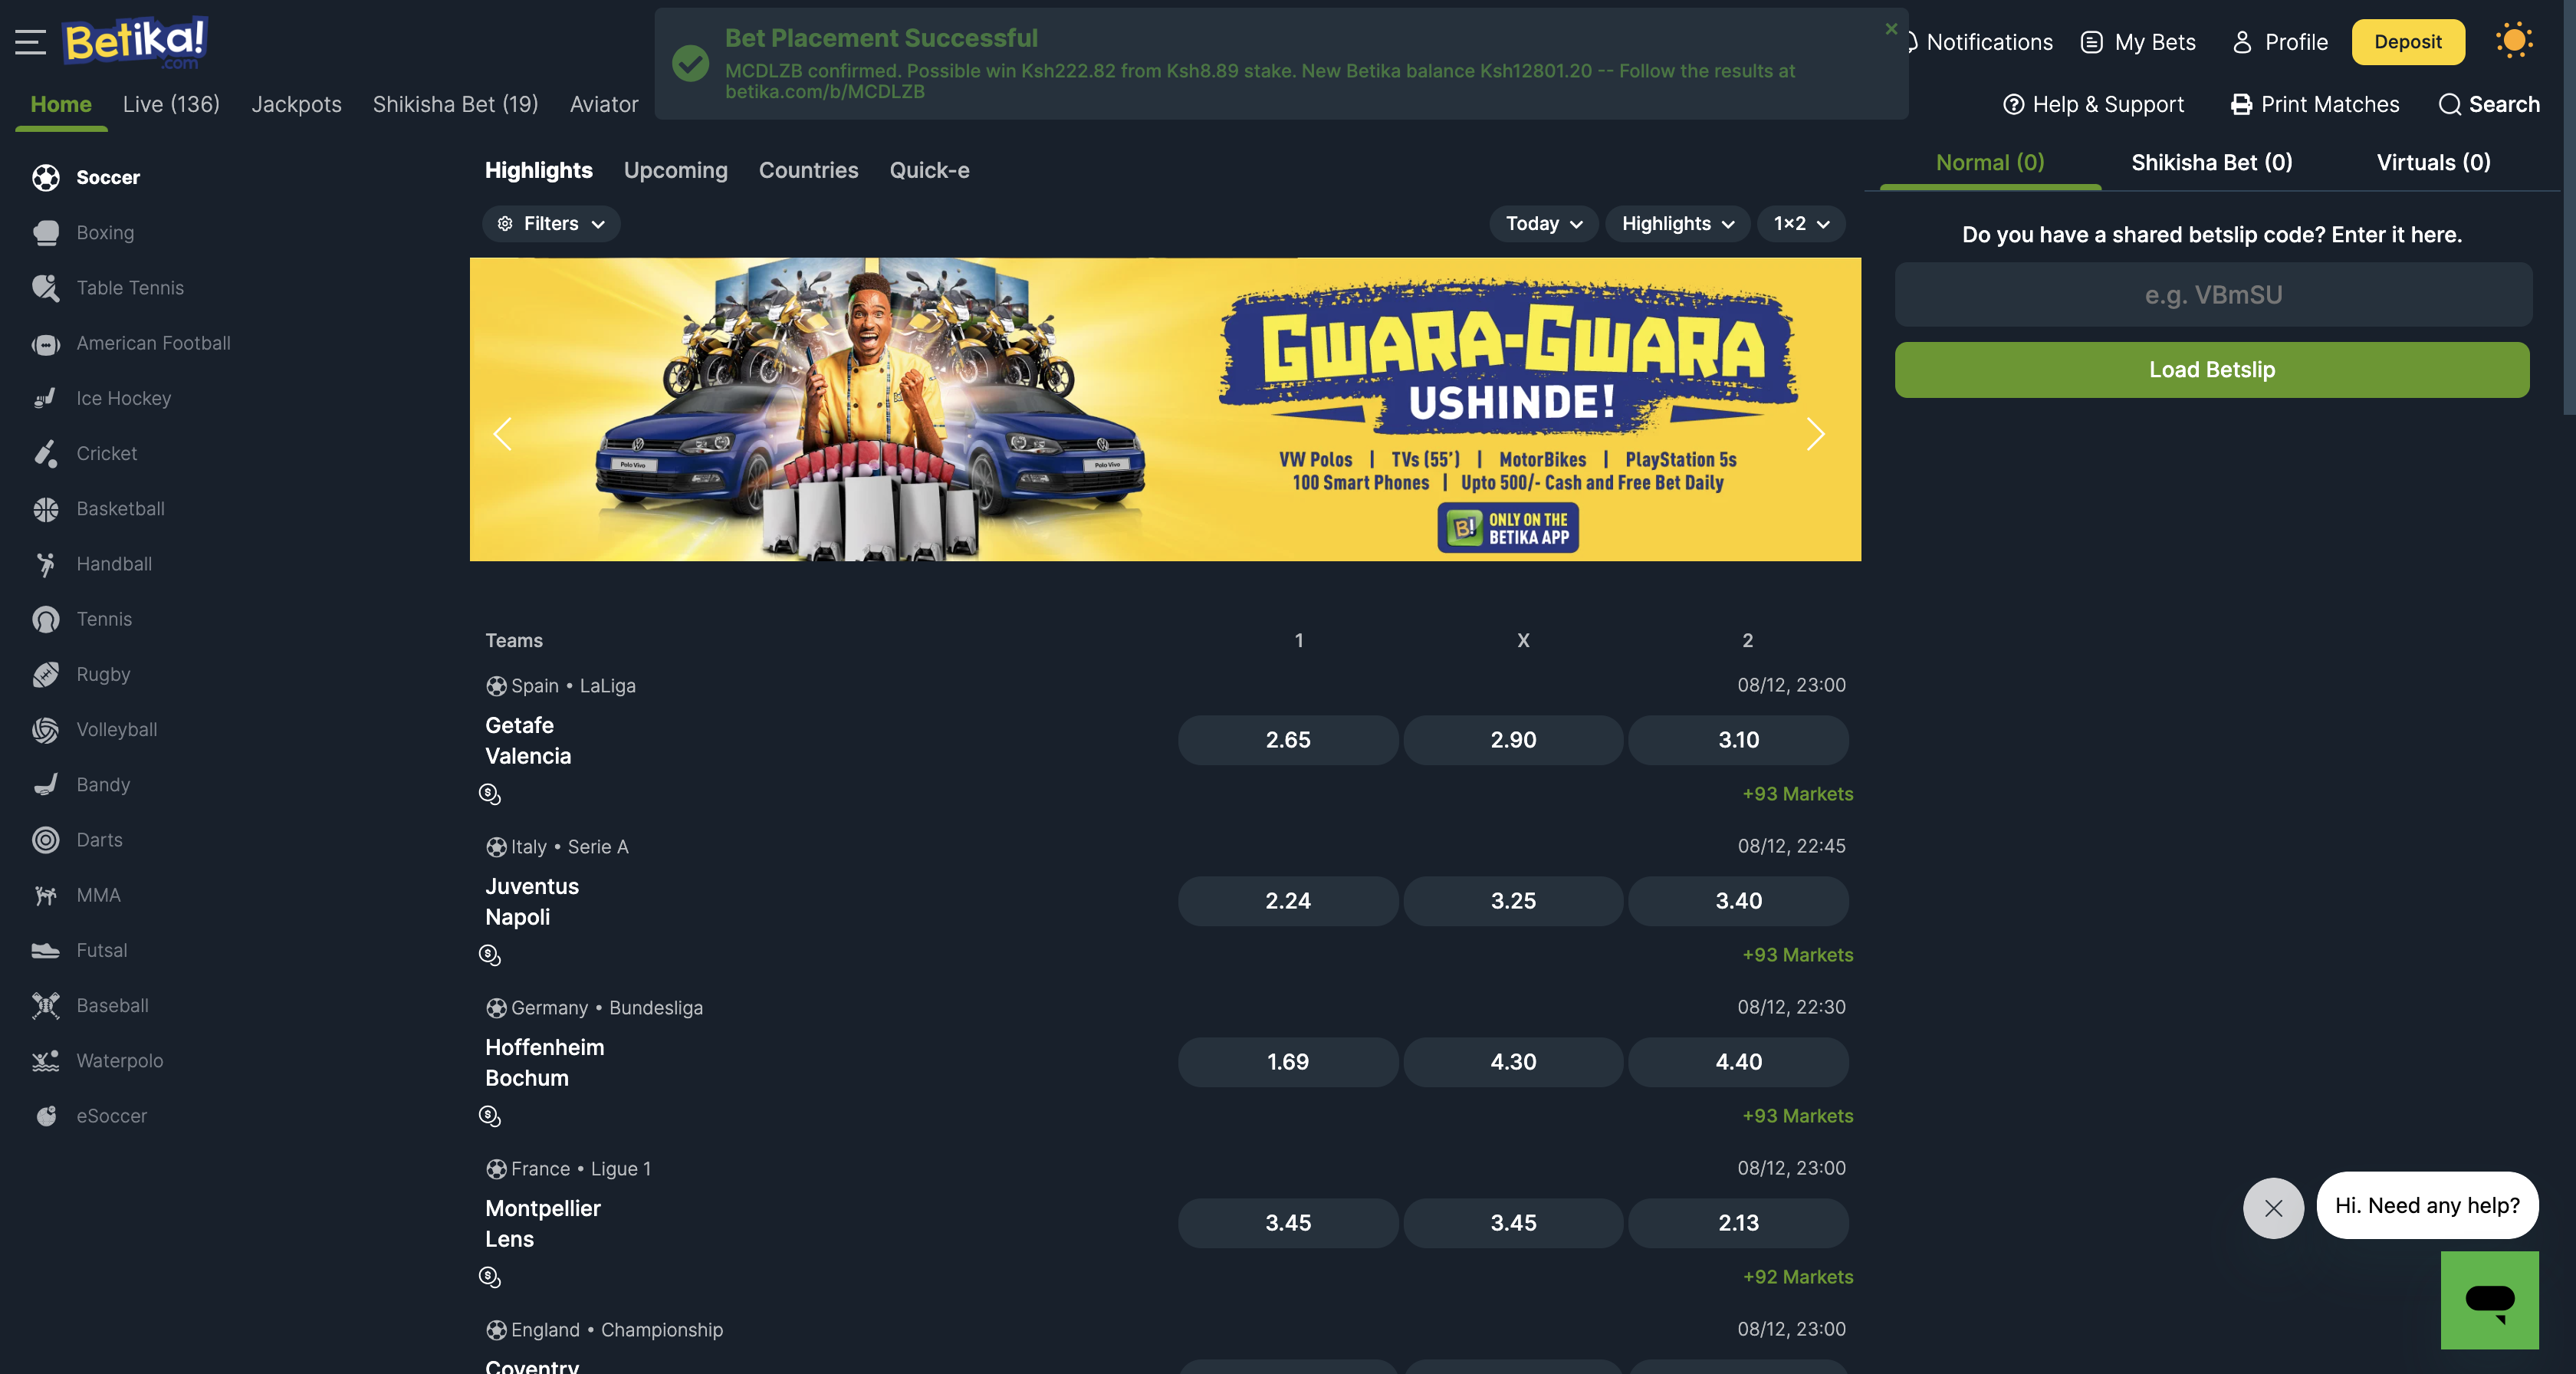 Betika!
.com
Bet Placement Successful
MCDLZB confirmed. Possible win Ksh222.82 from Ksh8.89 stake. New Betika balance Ksh12801.20 -- Follow the results at
betika.com/b/MCDLZB
Notifications
My Bets
Profile
Deposit
Home
Live (136)
Jackpots
Shikisha Bet (19)
Aviator
Help & Support
Print Matches
Search
Soccer
Boxing
Table Tennis
American Football
Ice Hockey
Cricket
Basketball
Handball
Tennis
Rugby
Volleyball
Bandy
Darts
MMA
Futsal
Baseball
Waterpolo
eSoccer
Highlights
Upcoming
Countries
Quick-e
Filters
Today
Highlights
1×2
GWARA-GWARA
USHINDE!
VW Polos | TVs (55') | MotorBikes | PlayStation 5s
100 Smart Phones | Upto 500/- Cash and Free Bet Daily
B!
ONLY ON THE
BETIKA APP
Polo Vivo
Polo Vivo
Teams 1 X 2
Spain • LaLiga 08/12, 23:00
Getafe
Valencia
2.65 2.90 3.10
+93 Markets
Italy • Serie A 08/12, 22:45
Juventus
Napoli
2.24 3.25 3.40
+93 Markets
Germany • Bundesliga 08/12, 22:30
Hoffenheim
Bochum
1.69 4.30 4.40
+93 Markets
France • Ligue 1 08/12, 23:00
Montpellier
Lens
3.45 3.45 2.13
+92 Markets
England • Championship 08/12, 23:00
Coventry
Normal (0)
Shikisha Bet (0)
Virtuals (0)
Do you have a shared betslip code? Enter it here.
e.g. VBmSU
Load Betslip
Hi. Need any help?